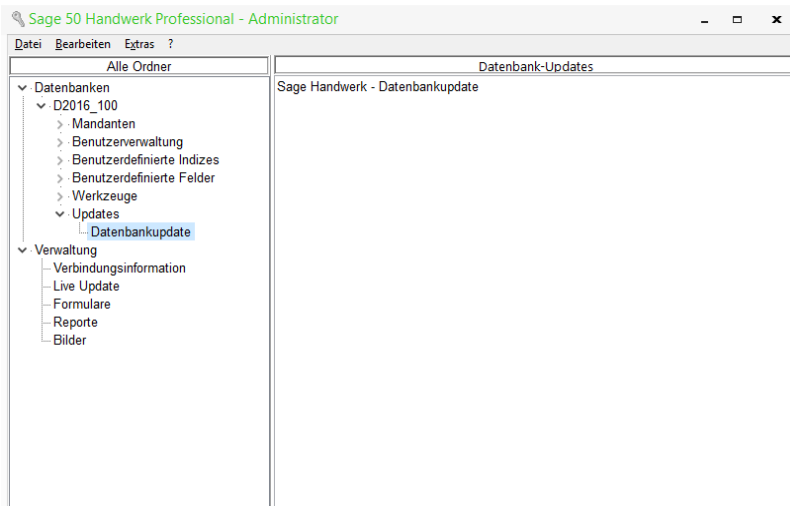 Sage 50 Handwerk Professional - Administrator
Datei Bearbeiten Extras ?
Alle Ordner
Datenbank-Updates
Datenbanken
D2016_100
Mandanten
Benutzerverwaltung
Benutzerdefinierte Indizes
Benutzerdefinierte Felder
Werkzeuge
Updates
Datenbankupdate
Verwaltung
Verbindungsinformation
Live Update
Formulare
Reporte
Bilder
Sage Handwerk - Datenbankupdate